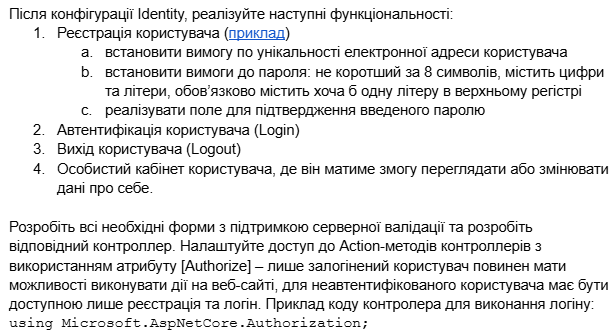 Після конфігурації Identity, реалізуйте наступні функціональності:
1. Реєстрація користувача (приклад)
a. встановити вимогу по унікальності електронної адреси користувача
b. встановити вимоги до пароля: не коротший за 8 символів, містить цифри
та літери, обов’язково містить хоча б одну літеру в верхньому регістрі
c. реалізувати поле для підтвердження введеного паролю
2. Автентифікація користувача (Login)
3. Вихід користувача (Logout)
4. Особистий кабінет користувача, де він матиме змогу переглядати або змінювати
дані про себе.
Розробіть всі необхідні форми з підтримкою серверної валідації та розробіть
відповідний контроллер. Налаштуйте доступ до Action-методів контроллерів з
використанням атрибуту [Authorize] – лише залогінений користувач повинен мати
можливості виконувати дії на веб-сайті, для неавтентифікованого користувача має бути
доступною лише реєстрація та логін. Приклад коду контролера для виконання логіну:
using Microsoft.AspNetCore.Authorization;